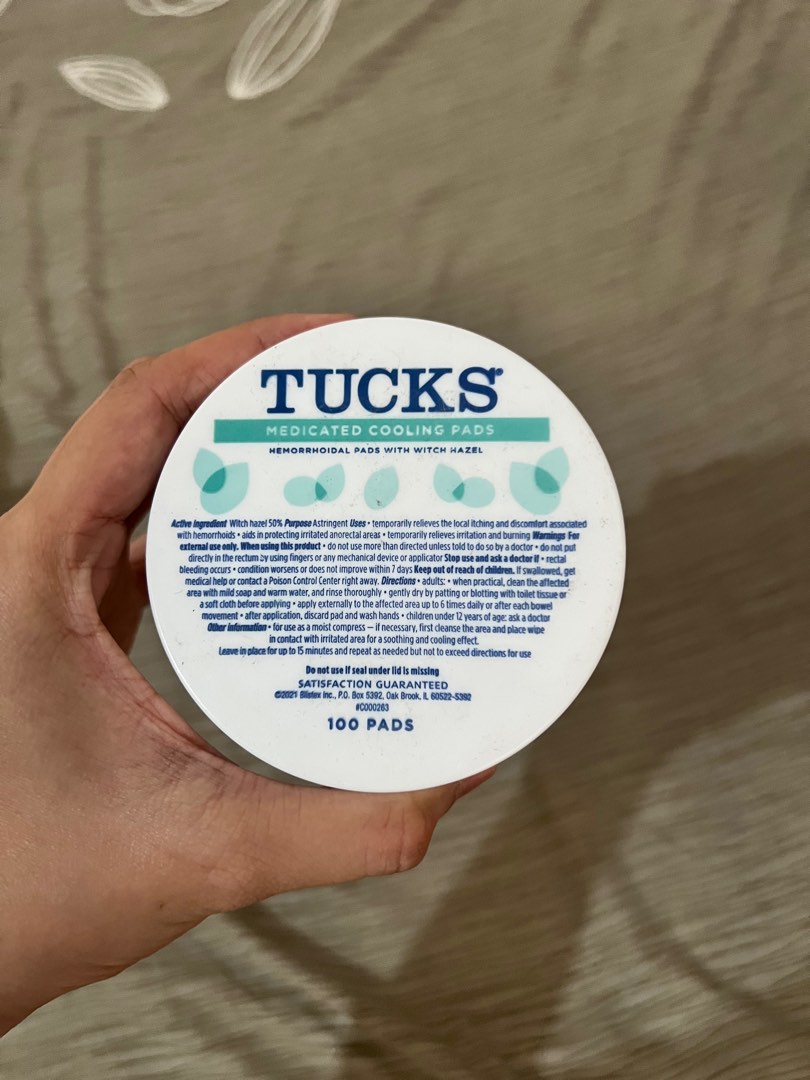 TUCKS®
MEDICATED COOLING PADS
HEMORRHOIDAL PADS WITH WITCH HAZEL
Active ingredient Witch hazel 50% Purpose Astringent Uses • temporarily relieves the local itching and discomfort associated
with hemorrhoids • aids in protecting irritated anorectal areas • temporarily relieves irritation and burning Warnings For
external use only. When using this product • do not use more than directed unless told to do so by a doctor • do not put
directly in the rectum by using fingers or any mechanical device or applicator Stop use and ask a doctor if • rectal
bleeding occurs • condition worsens or does not improve within 7 days Keep out of reach of children. If swallowed, get
medical help or contact a Poison Control Center right away. Directions • adults: • when practical, clean the affected
area with mild soap and warm water, and rinse thoroughly • gently dry by patting or blotting with toilet tissue or
a soft cloth before applying • apply externally to the affected area up to 6 times daily or after each bowel
movement • after application, discard pad and wash hands • children under 12 years of age: ask a doctor
Other information • for use as a moist compress — if necessary, first cleanse the area and place wipe
in contact with irritated area for a soothing and cooling effect.
Leave in place for up to 15 minutes and repeat as needed but not to exceed directions for use
Do not use if seal under lid is missing
SATISFACTION GUARANTEED
©2021 Blistex Inc., P.O. Box 5392, Oak Brook, IL 60522-5392
#C000263
100 PADS